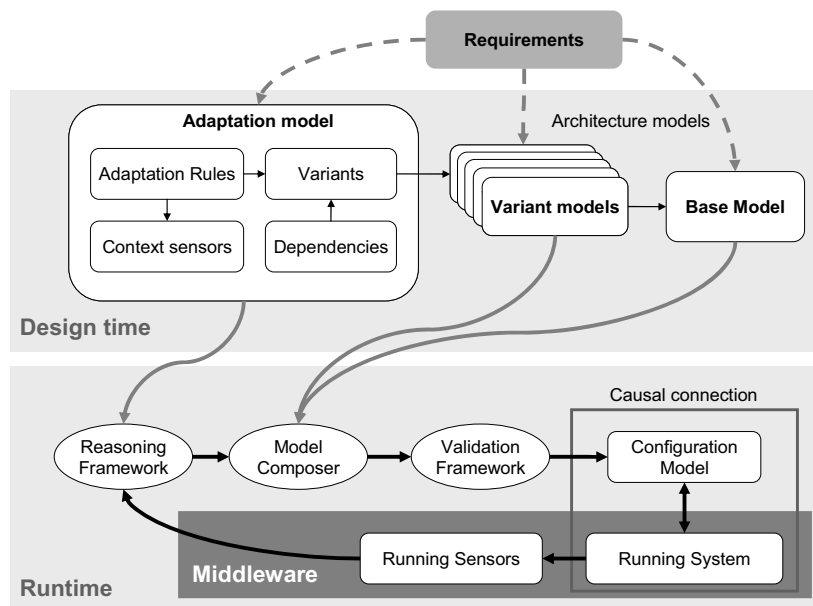 Requirements
Adaptation model
Architecture models
Adaptation Rules
Variants
Variant models
Base Model
Context sensors
Dependencies
Design time
Causal connection
Reasoning
Framework
Model
Composer
Validation
Framework
Configuration
Model
Running Sensors
Running System
Middleware
Runtime